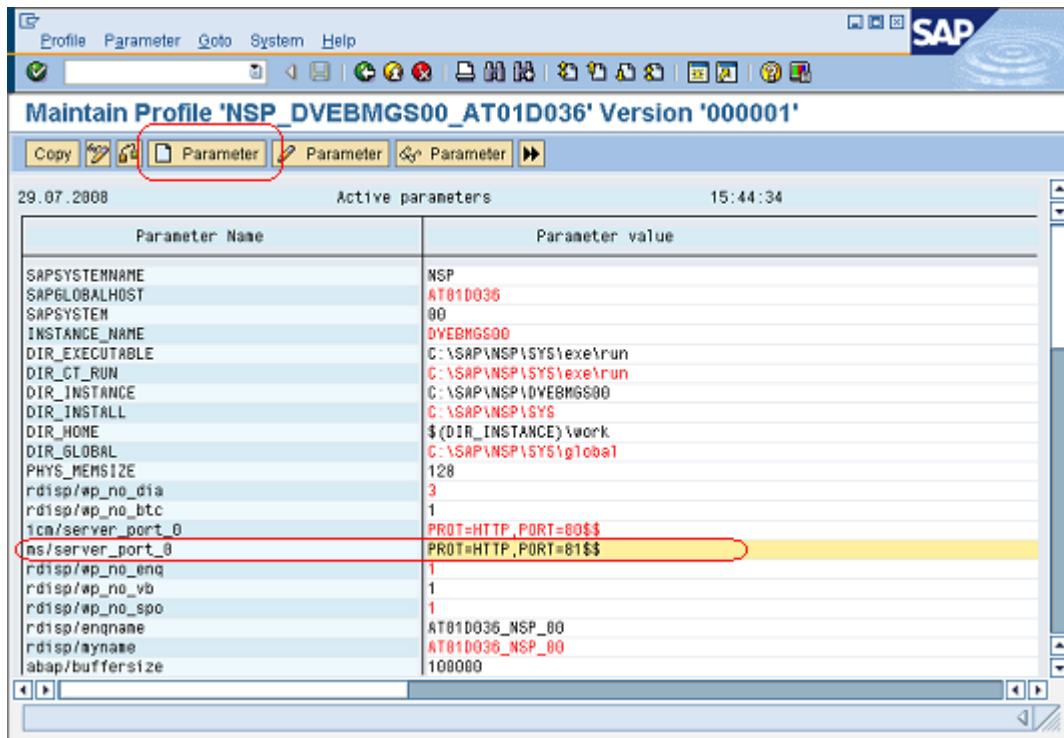 Profile Parameter Goto System Help
SAP
Maintain Profile 'NSP_DVEBMGS00_AT01D036' Version '000001'
Copy Parameter Parameter Parameter
29.07.2008 Active parameters 15:44:34
Parameter Name Parameter value
SAPSYSTEMNAME NSP
SAPGLOBALHOST AT01D036
SAPSYSTEM 00
INSTANCE_NAME DVEBMGS00
DIR_EXECUTABLE C:\SAP\NSP\SYS\exe\run
DIR_CT_RUN C:\SAP\NSP\SYS\exe\run
DIR_INSTANCE C:\SAP\NSP\DVEBMGS00
DIR_INSTALL C:\SAP\NSP\SYS
DIR_HOME $(DIR_INSTANCE)\work
DIR_GLOBAL C:\SAP\NSP\SYS\global
PHYS_MEMSIZE 128
rdisp/wp_no_dia 3
rdisp/wp_no_btc 1
icm/server_port_0 PROT=HTTP,PORT=80$$
ms/server_port_0 PROT=HTTP,PORT=81$$
rdisp/wp_no_enq 1
rdisp/wp_no_vb 1
rdisp/wp_no_spo 1
rdisp/enqname AT01D036_NSP_00
rdisp/myname AT01D036_NSP_00
abap/buffersize 100000